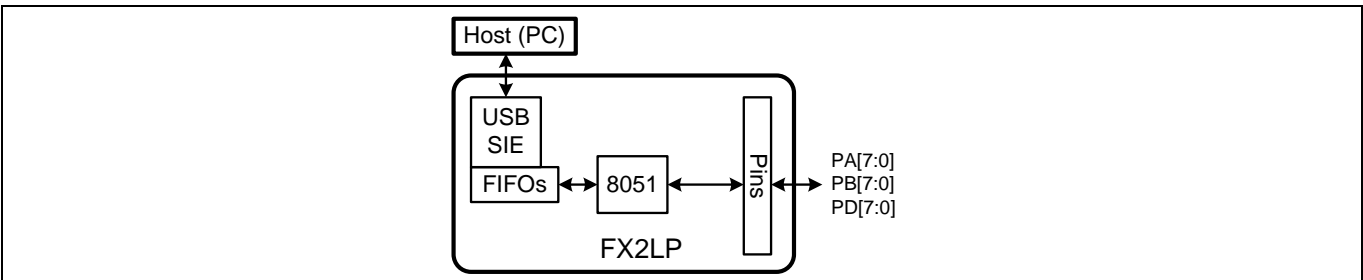 Host (PC)
USB
SIE
FIFOs
8051
Pins
PA[7:0]
PB[7:0]
PD[7:0]
FX2LP